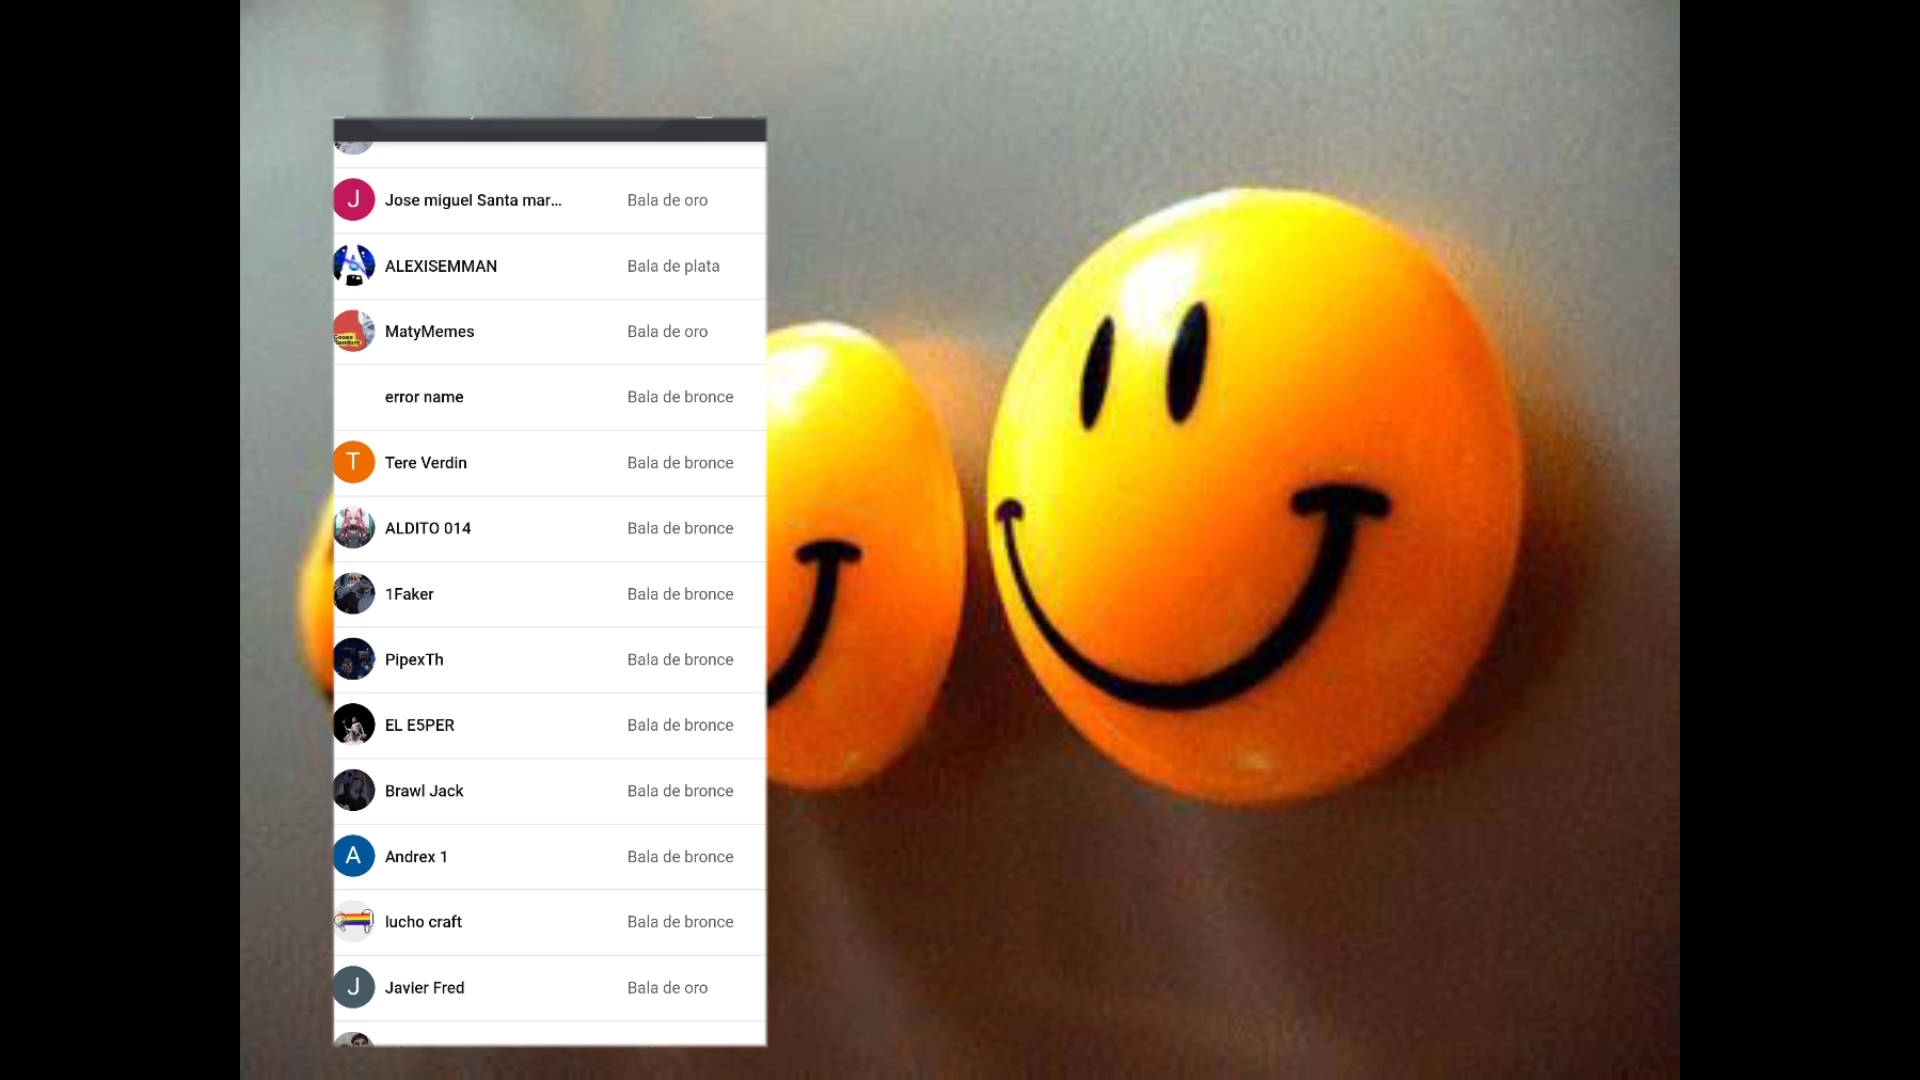 J Jose miguel Santa mar... Bala de oro
ALEXISEMMAN Bala de plata
MatyMemes Bala de oro
error name Bala de bronce
T Tere Verdin Bala de bronce
ALDITO 014 Bala de bronce
1Faker Bala de bronce
PipexTh Bala de bronce
EL E5PER Bala de bronce
Brawl Jack Bala de bronce
A Andrex 1 Bala de bronce
lucho craft Bala de bronce
J Javier Fred Bala de oro